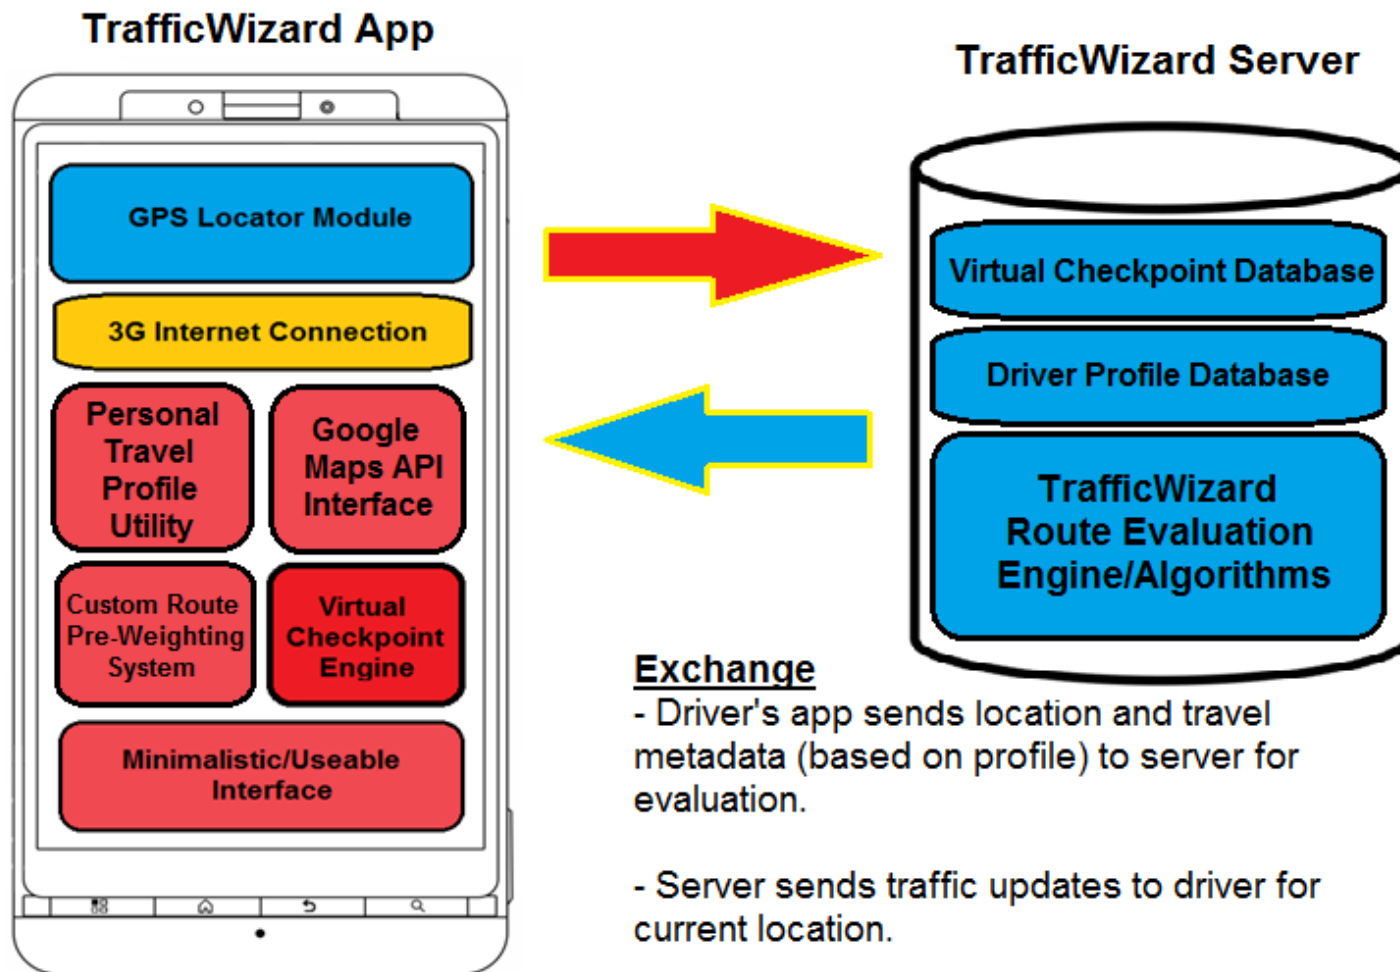 TrafficWizard App
TrafficWizard Server
GPS Locator Module
3G Internet Connection
Personal
Travel
Profile
Utility
Google
Maps API
Interface
Custom Route
Pre-Weighting
System
Virtual
Checkpoint
Engine
Minimalistic/Useable
Interface
Virtual Checkpoint Database
Driver Profile Database
TrafficWizard
Route Evaluation
Engine/Algorithms
Exchange
- Driver's app sends location and travel
metadata (based on profile) to server for
evaluation.
- Server sends traffic updates to driver for
current location.